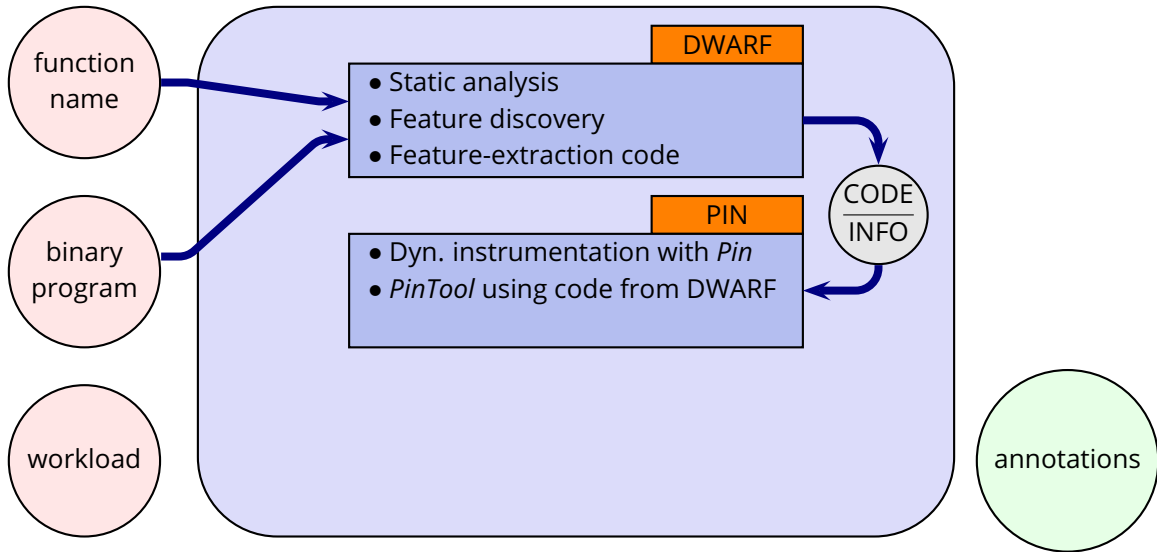 function
name
binary
program
workload
DWARF
● Static analysis
● Feature discovery
● Feature-extraction code
PIN
● Dyn. instrumentation with Pin
● PinTool using code from DWARF
CODE
INFO
annotations